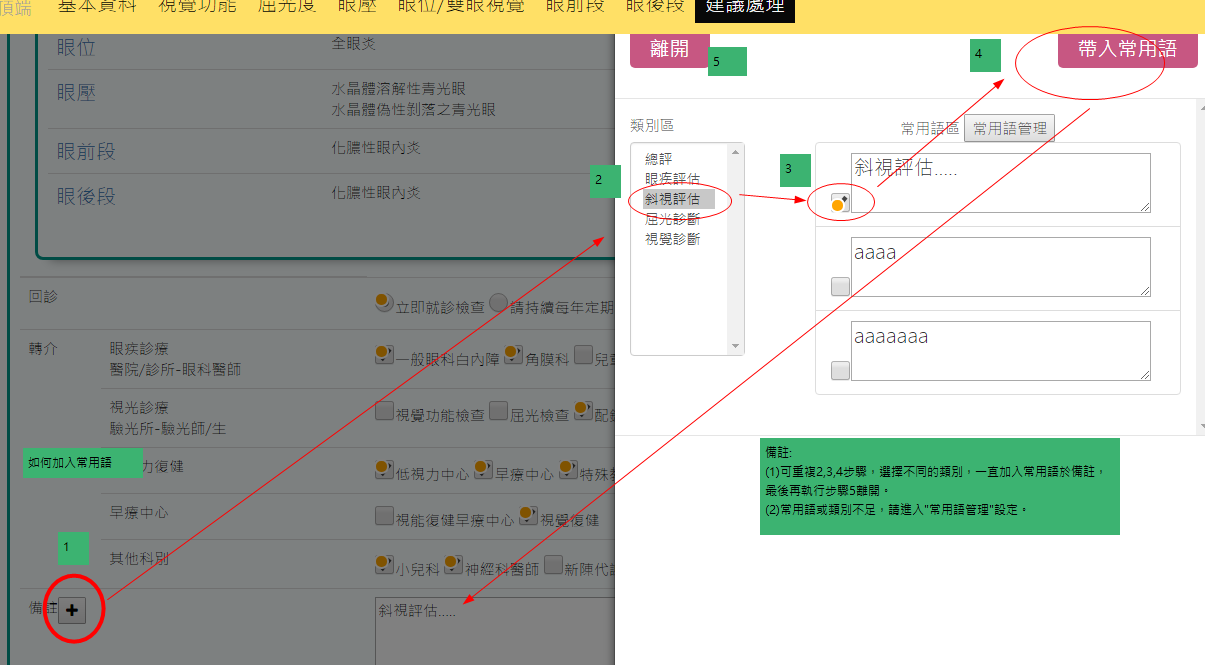 頂端 基本資料 視覺功能 屈光度 眼壓 眼位/雙眼視覺 眼前段 眼後段 建議處理
眼位 全眼炎
眼壓 水晶體溶解性青光眼
水晶體偽性剝落之青光眼
眼前段 化膿性眼內炎
眼後段 化膿性眼內炎
回診 立即就診檢查 請持續每年定期
轉介 眼疾診療
醫院/診所-眼科醫師
一般眼科白內障 角膜科
視光診療
驗光所-驗光師/生
視覺功能檢查 屈光檢查
如何加入常用語
力復健 低視力中心 早療中心
早療中心 視能復健早療中心 視覺復健
1
其他科別 小兒科 神經科醫師
備註 +
斜視評估.....
離開
5
4
帶入常用語
類別區
常用語區 常用語管理
總評
眼疾評估
斜視評估
屈光診斷
視覺診斷
2
3
斜視評估.....
aaaa
aaaaaaa
備註:
(1)可重複2,3,4步驟，選擇不同的類別，一直加入常用語於備註，
最後再執行步驟5離開。
(2)常用語或類別不足，請進入"常用語管理"設定。